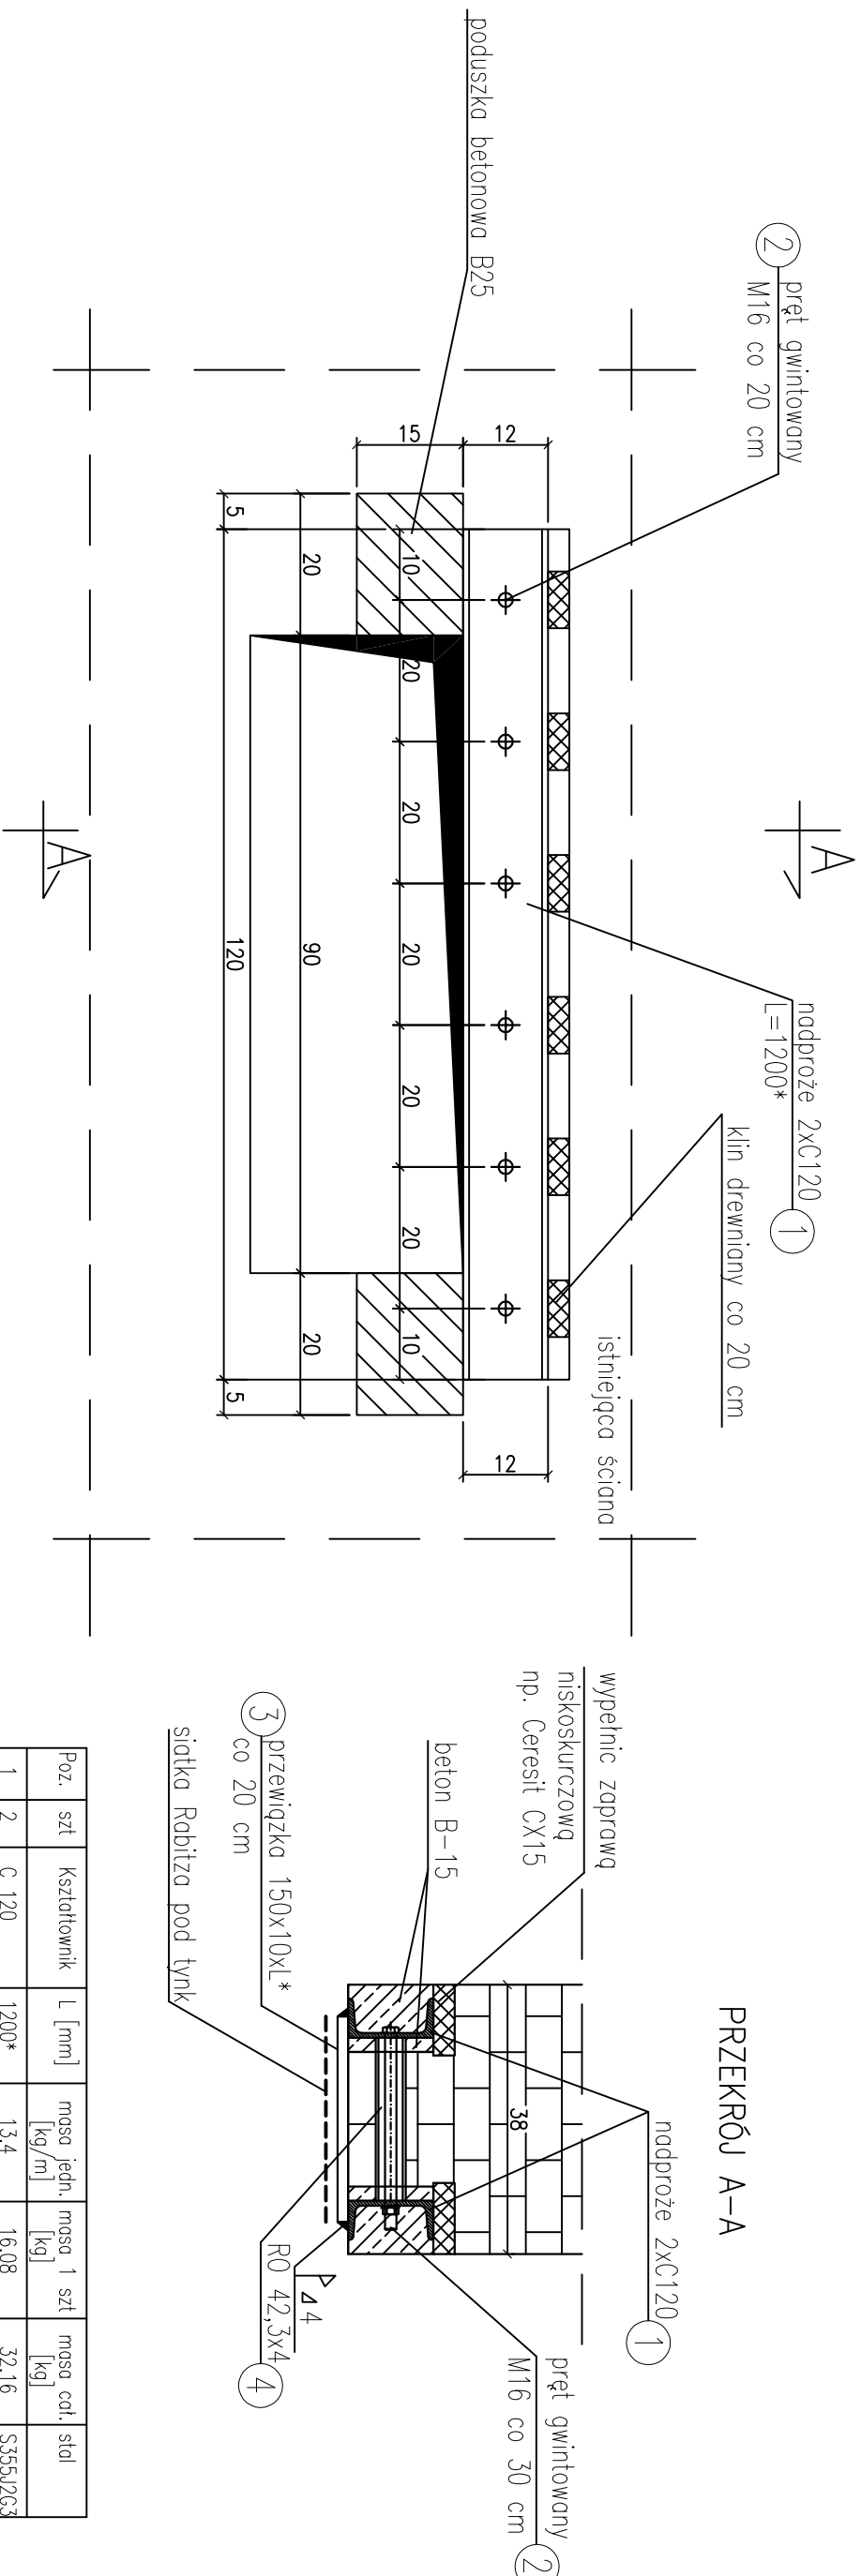 A
A
2
pręt gwintowany
M16 co 20 cm
nadproże 2xC120
L=1200*
1
klin drewniany co 20 cm
istniejąca ściana
poduszka betonowa B25
12
15
12
10
20
20
20
20
20
10
20
90
20
5
120
5
PRZEKRÓJ A-A
nadproże 2xC120
1
wypełnic zaprawą
niskoskurczową
np. Ceresit CX15
38
pręt gwintowany
M16 co 30 cm
2
beton B-15
4
RO 42,3x4
4
3
przewiązka 150x10xL*
co 20 cm
siatka Rabitza pod tynk
Poz. szt Kształtownik L [mm] masa jedn. [kg/m] masa 1 szt [kg] masa cał. [kg] stal
1 2 C 120 1200* 13,4 16,08 32,16 S355J2G3